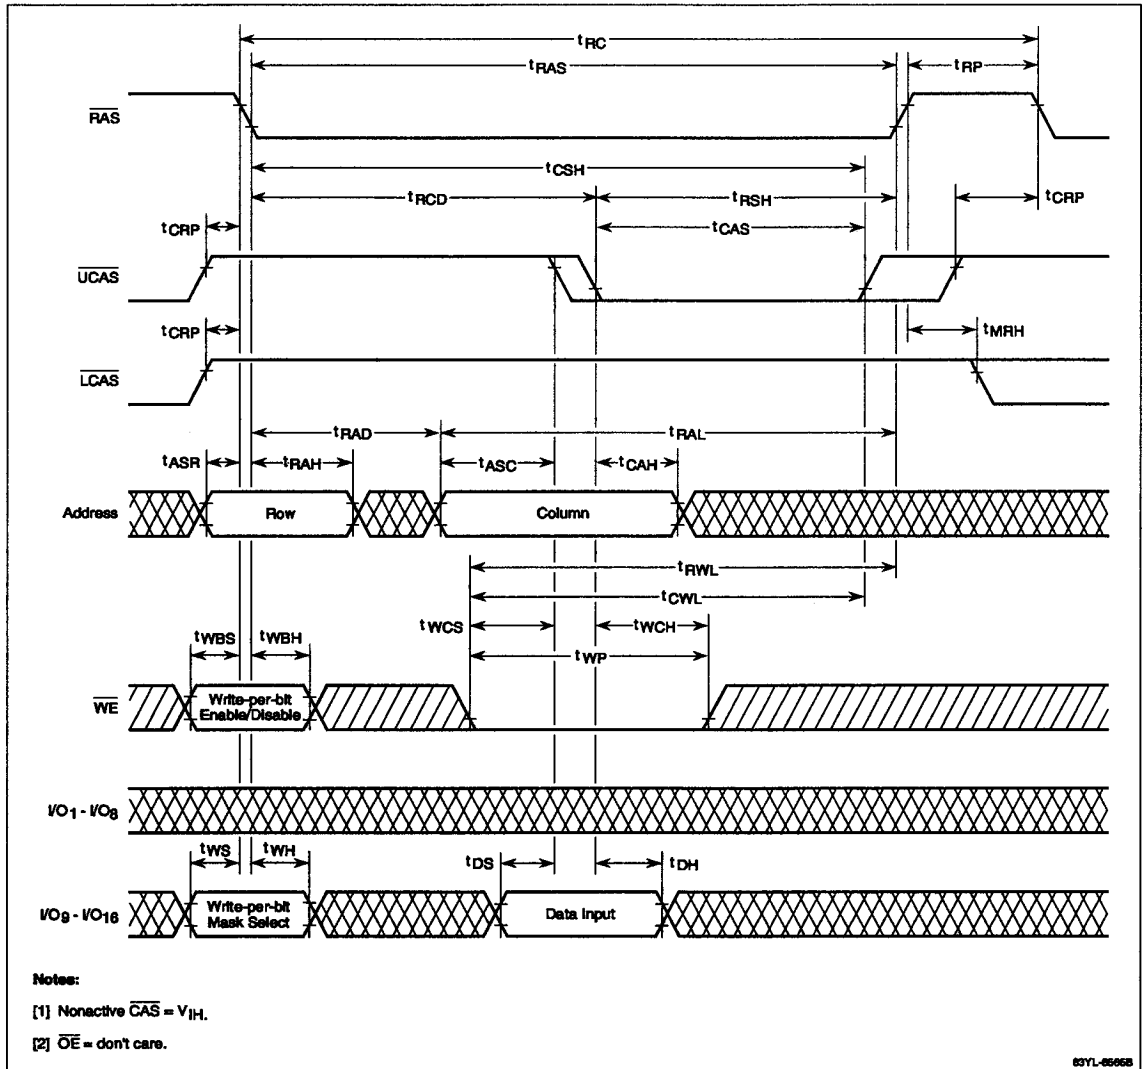 tRC
tRAS
tRP
RAS
tCSH
tRCD
tRSH
tCRP
tCRP
tCAS
UCAS
tCRP
tMRH
LCAS
tRAD
tRAL
tASR
tRAH
tASC
tCAH
Address
Row
Column
tRWL
tCWL
tWCS
tWCH
tWBS
tWBH
tWP
WE
Write-per-bit
Enable/Disable
I/O1 - I/O8
tWS
tWH
tDS
tDH
I/O9 - I/O16
Write-per-bit
Mask Select
Data Input
Notes:
[1] Nonactive CAS = VIH.
[2] OE = don't care.
83YL-8565B